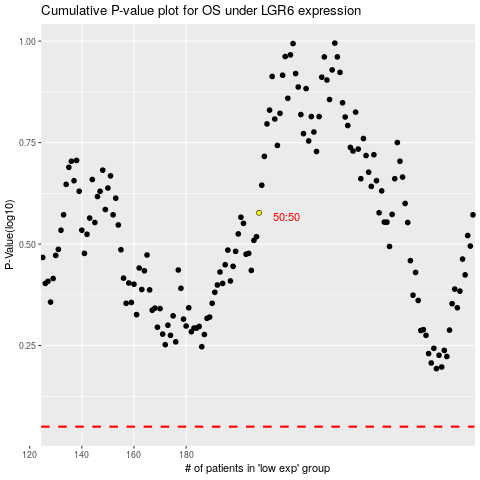 Cumulative P-value plot for OS under LGR6 expression
P-Value(log10)
1.00
0.75
0.50
0.25
50:50
120 140 160 180
# of patients in 'low exp' group